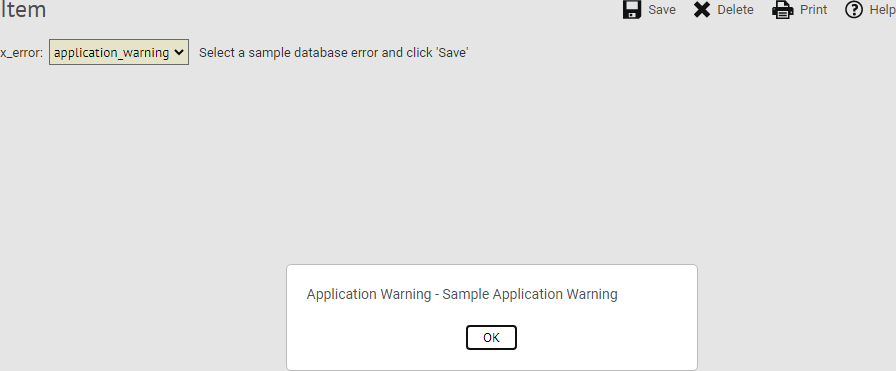 Item
Save Delete Print Help
x_error: application_warning Select a sample database error and click 'Save'
Application Warning - Sample Application Warning
OK